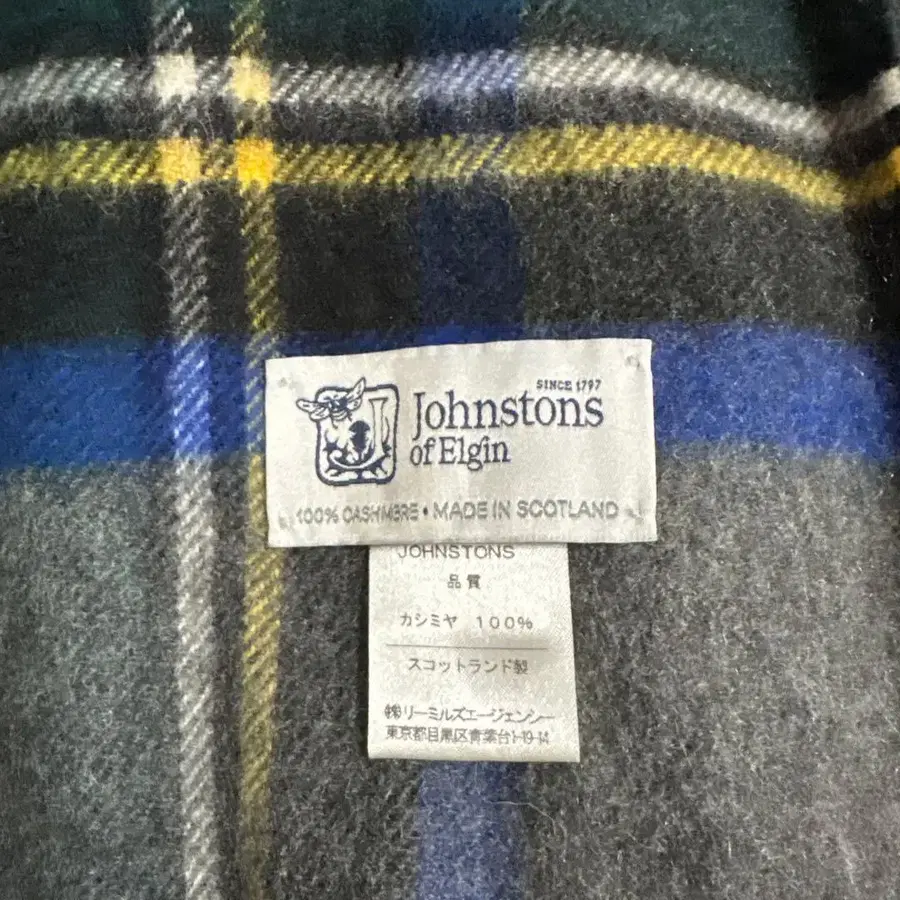 SINCE 1797
Johnstons
of Elgin
100% CASHMERE • MADE IN SCOTLAND
JOHNSTONS
品質
カシミヤ 100%
スコットランド製
㈱リーミルズエージェンシー
東京都目黒区青葉台1-19-14